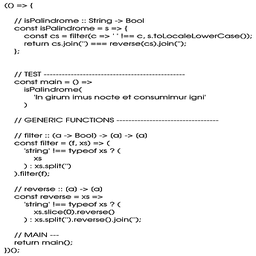 (() => {
// isPalindrome :: String -> Bool
const isPalindrome = s => {
const cs = filter(c => ' ' !== c, s.toLocaleLowerCase());
return cs.join('') === reverse(cs).join('');
};
// TEST -----------------------------------------------
const main = () =>
isPalindrome(
'In girum imus nocte et consumimur igni'
)
// GENERIC FUNCTIONS ----------------------------------
// filter :: (a -> Bool) -> [a] -> [a]
const filter = (f, xs) => (
'string' !== typeof xs ? (
xs
) : xs.split('')
).filter(f);
// reverse :: [a] -> [a]
const reverse = xs =>
'string' !== typeof xs ? (
xs.slice(0).reverse()
) : xs.split('').reverse().join('');
// MAIN ---
return main();
})();